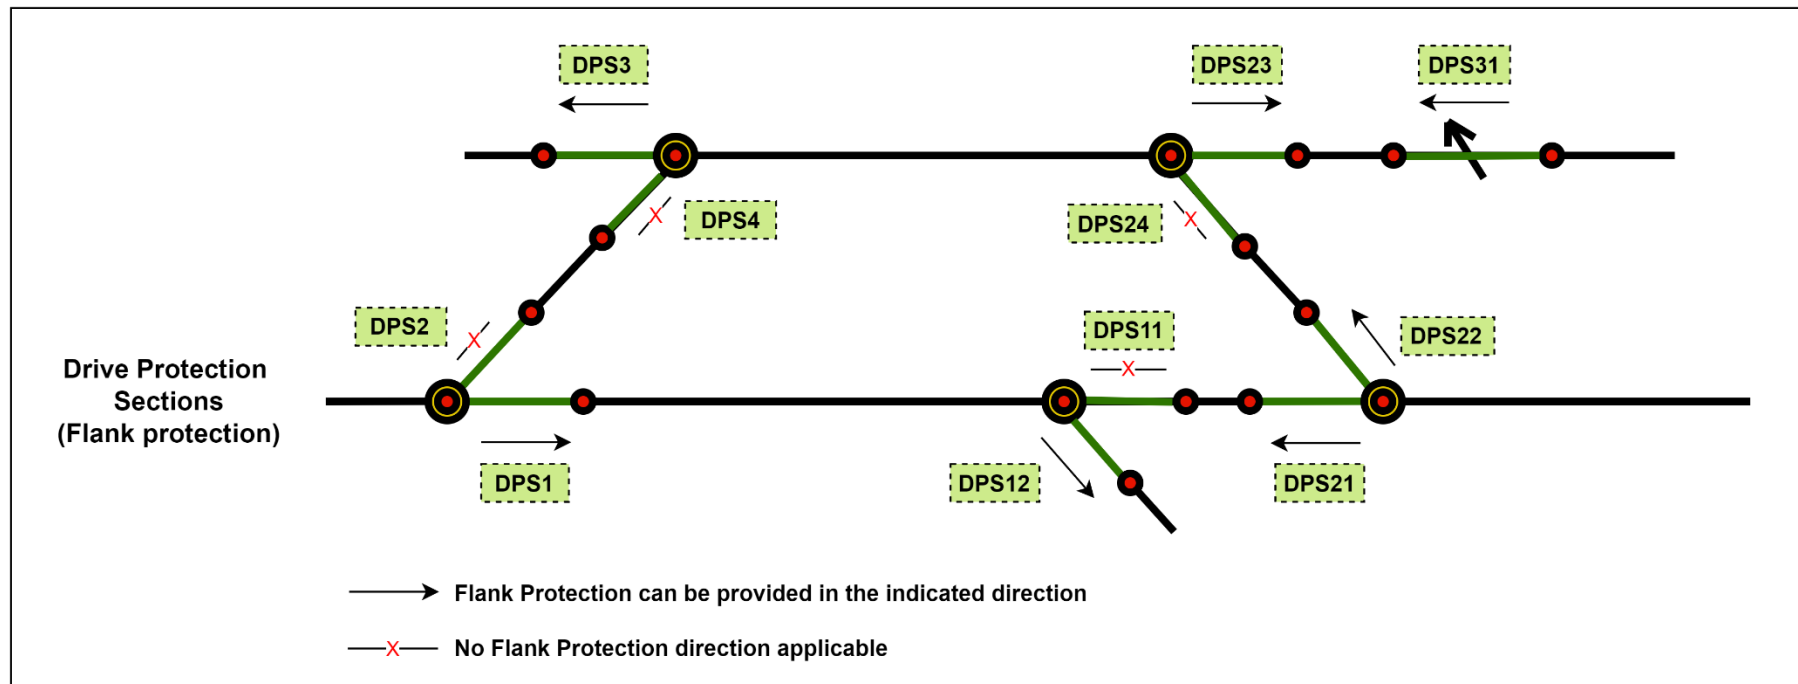 DPS3
DPS23
DPS31
DPS4
DPS24
DPS2
DPS11
DPS22
Drive Protection
Sections
(Flank protection)
DPS1
DPS12
DPS21
Flank Protection can be provided in the indicated direction
X No Flank Protection direction applicable